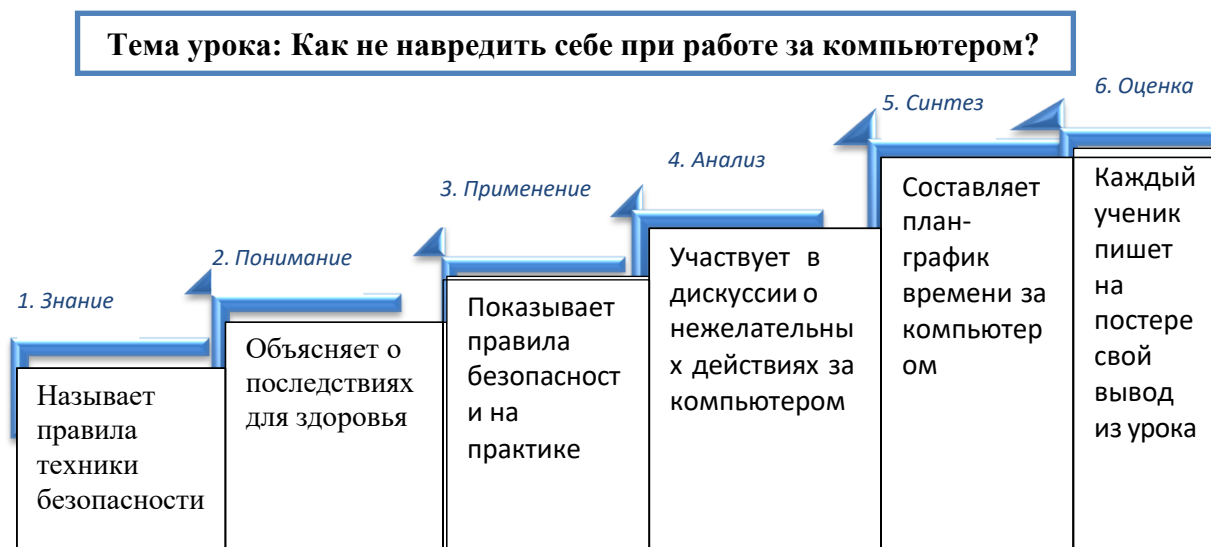 Тема урока: Как не навредить себе при работе за компьютером?
1. Знание
Называет
правила
техники
безопасности
2. Понимание
Объясняет о
последствиях
для здоровья
3. Применение
Показывает
правила
безопасност
и на
практике
4. Анализ
Участвует в
дискуссии о
нежелательны
х действиях за
компьютером
5. Синтез
Составляет
план-
график
времени за
компьютер
ом
6. Оценка
Каждый
ученик
пишет
на
постере
свой
вывод
из урока